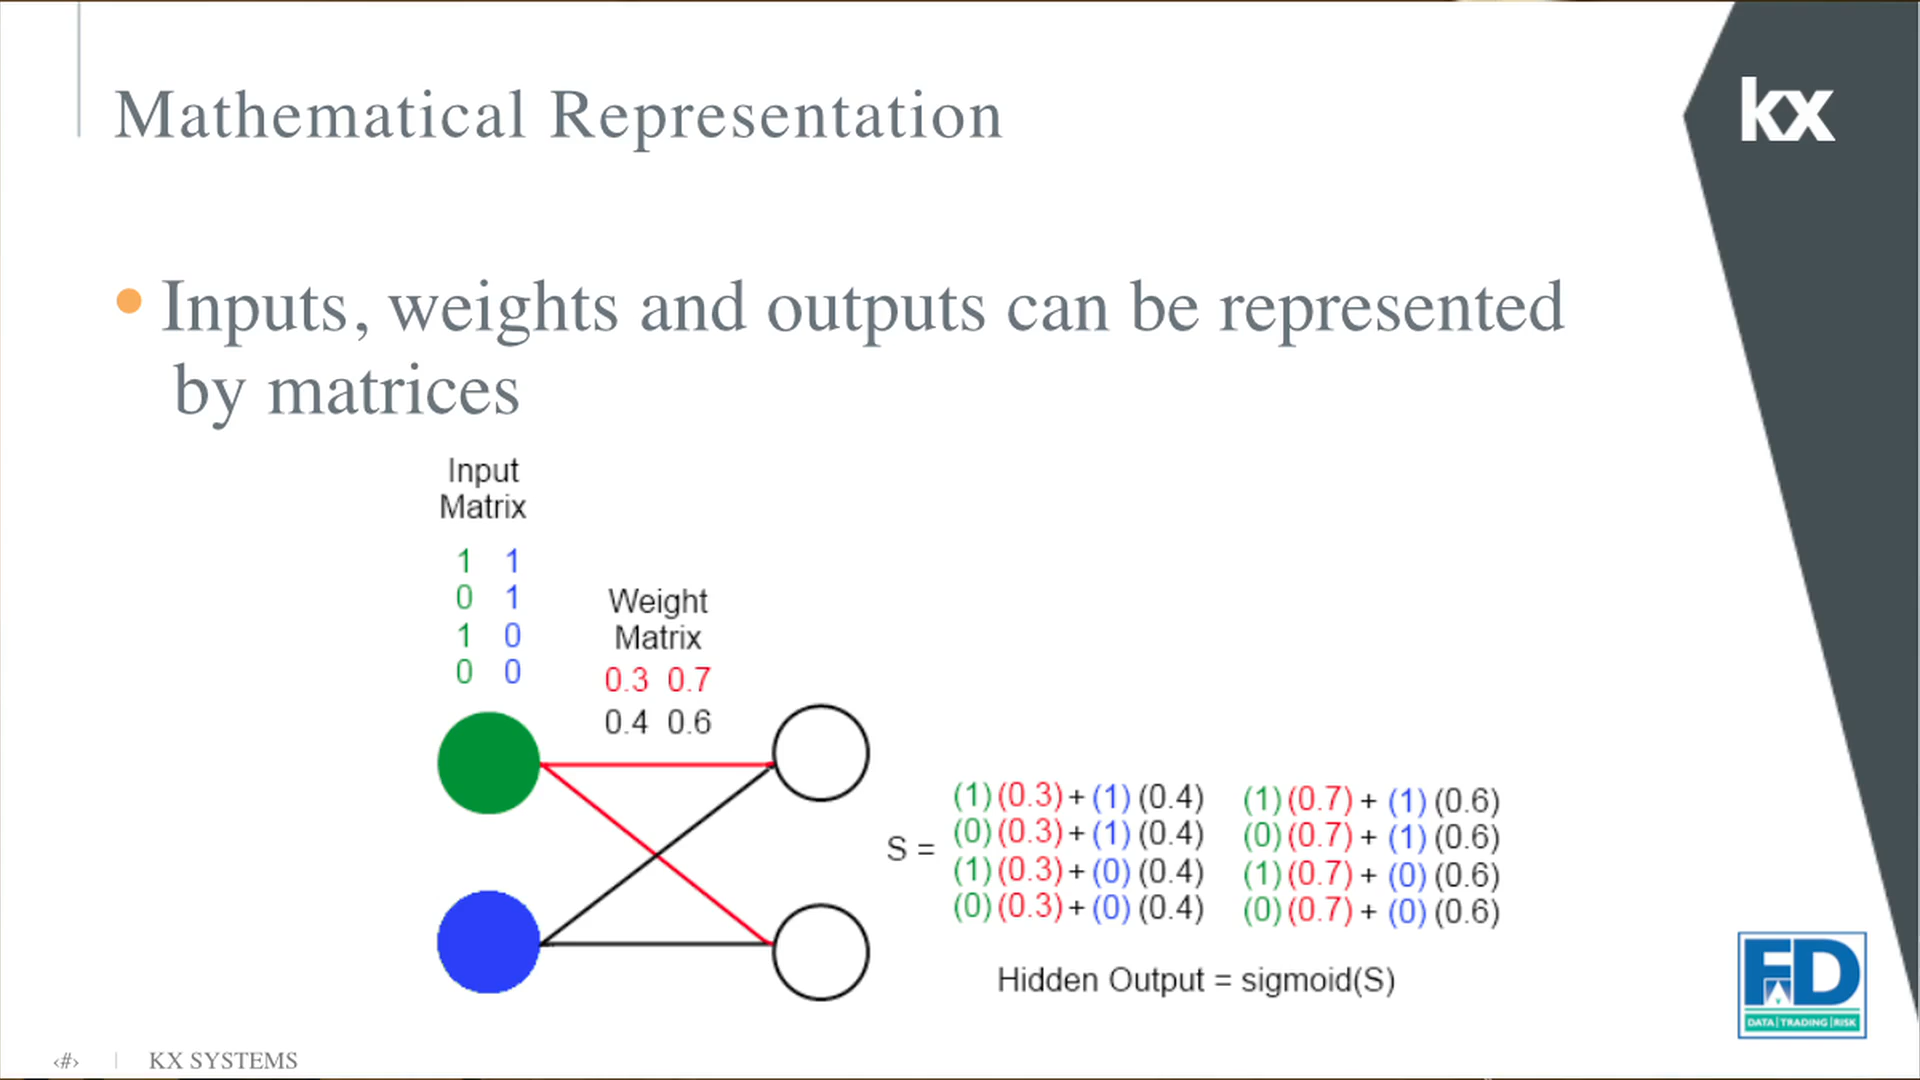 Mathematical Representation
kx
• Inputs, weights and outputs can be represented
by matrices
Input
Matrix
1 1
0 1
1 0
0 0
Weight
Matrix
0.3 0.7
0.4 0.6
S =
(1)(0.3)+(1)(0.4) (1)(0.7)+ (1)(0.6)
(0)(0.3)+(1)(0.4) (0)(0.7)+ (1)(0.6)
(1)(0.3)+(0)(0.4) (1)(0.7)+ (0)(0.6)
(0)(0.3)+(0)(0.4) (0)(0.7)+ (0)(0.6)
Hidden Output = sigmoid(S)
FD
DATA|TRADING|RISK
‹#› | KX SYSTEMS